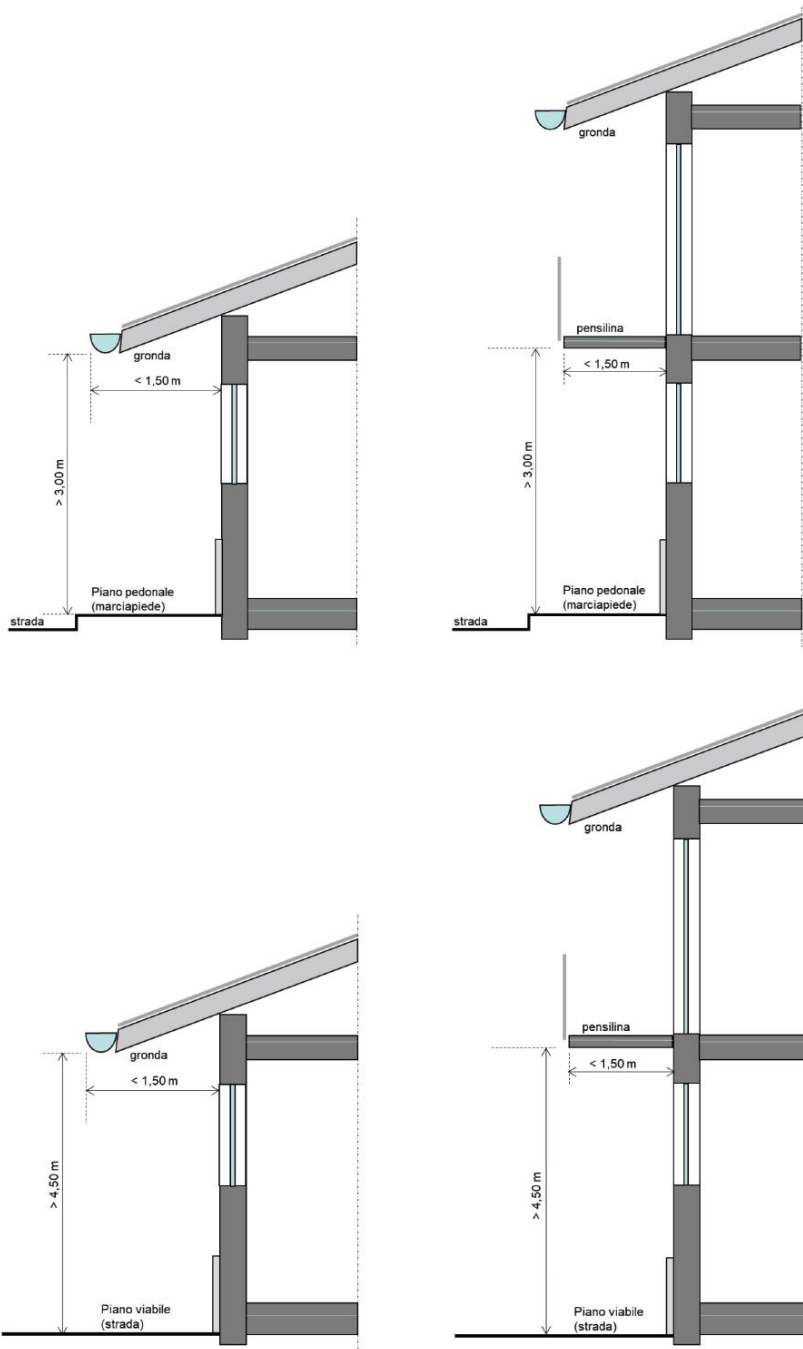 gronda
< 1,50 m
> 3,00 m
Piano pedonale
(marciapiede)
strada
gronda
pensilina
< 1,50 m
> 3,00 m
Piano pedonale
(marciapiede)
strada
gronda
< 1,50 m
> 4,50 m
Piano viabile
(strada)
gronda
pensilina
< 1,50 m
> 4,50 m
Piano viabile
(strada)